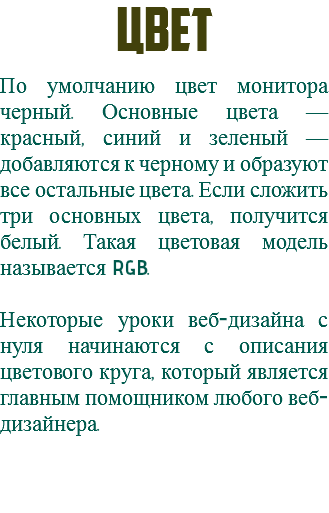 ЦВЕТ
По умолчанию цвет монитора
черный. Основные цвета —
красный, синий и зеленый —
добавляются к черному и образуют
все остальные цвета. Если сложить
три основных цвета, получится
белый. Такая цветовая модель
называется RGB.
Некоторые уроки веб-дизайна с
нуля начинаются с описания
цветового круга, который является
главным помощником любого веб-
дизайнера.